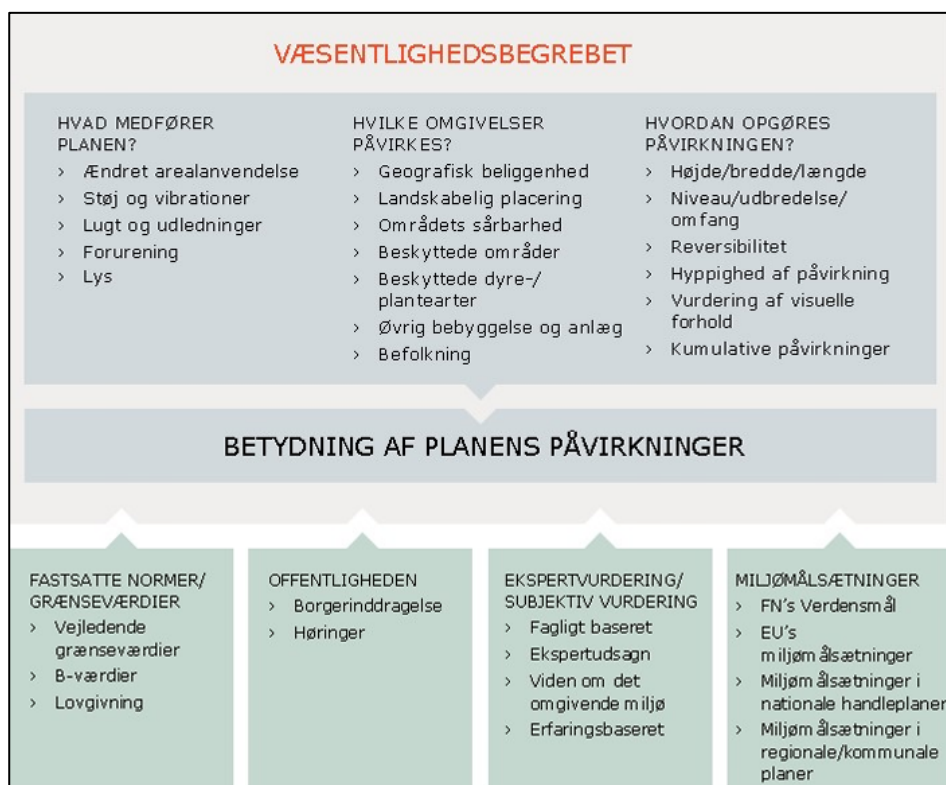 VÆSENTLIGHEDSBEGREBET
HVAD MEDFØRER
PLANEN?
› Ændret arealanvendelse
› Støj og vibrationer
› Lugt og udledninger
› Forurening
› Lys
HVILKE OMGIVELSER
PÅVIRKES?
› Geografisk beliggenhed
› Landskabelig placering
› Områdets sårbarhed
› Beskyttede områder
› Beskyttede dyre-/
plantearter
› Øvrig bebyggelse og anlæg
› Befolkning
HVORDAN OPGØRES
PÅVIRKNINGEN?
› Højde/bredde/længde
› Niveau/udbredelse/
omfang
› Reversibilitet
› Hyppighed af påvirkning
› Vurdering af visuelle
forhold
› Kumulative påvirkninger
BETYDNING AF PLANENS PÅVIRKNINGER
FASTSATTE NORMER/
GRÆNSEVÆRDIER
› Vejledende
grænseværdier
› B-værdier
› Lovgivning
OFFENTLIGHEDEN
› Borgerinddragelse
› Høringer
EKSPERTVURDERING/
SUBJEKTIV VURDERING
› Fagligt baseret
› Ekspertudsagn
› Viden om det
omgivende miljø
› Erfaringsbaseret
MILJØMÅLSÆTNINGER
› FN's Verdensmål
› EU's
miljømålsætninger
› Miljømålsætninger i
nationale handleplaner
› Miljømålsætninger i
regionale/kommunale
planer